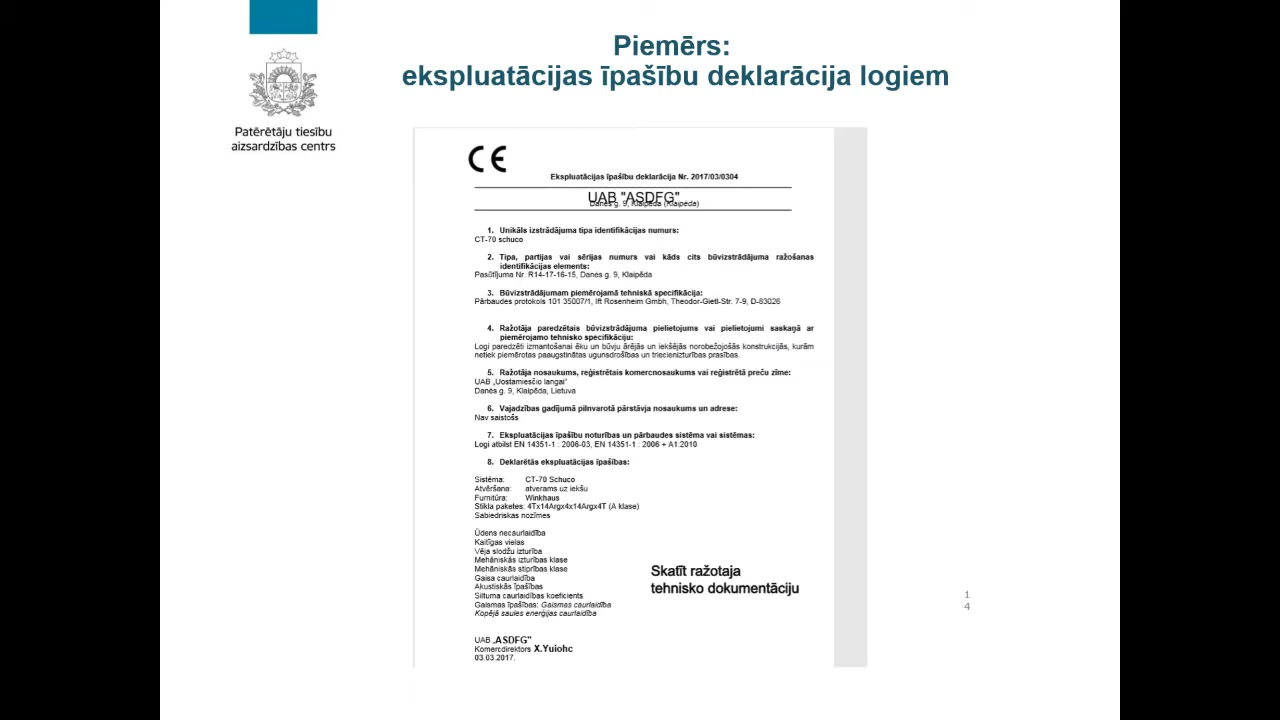 Piemērs:
ekspluatācijas īpašību deklarācija logiem
Patērētāju tiesību
aizsardzības centrs
CE
Ekspluatācijas īpašību deklarācija Nr. 2017/03/0304
UAB "ASDFG"
Danės g. 9, Klaipėda (Klaipėda)
1. Unikāls izstrādājuma tipa identifikācijas numurs:
CT-70 schuco
2. Tipa, partijas vai sērijas numurs vai kāds cits būvizstrādājuma ražošanas
identifikācijas elements:
Pasūtījuma Nr. R14-17-16-15, Danės g. 9, Klaipēda
3. Būvizstrādājumam piemērojamā tehniskā specifikācija:
Pārbaudes protokols 101 35007/1, Ift Rosenheim Gmbh, Theodor-Gietl-Str. 7-9, D-83026
4. Ražotāja paredzētais būvizstrādājuma pielietojums vai pielietojumi saskaņā ar
piemērojamo tehnisko specifikāciju:
Logi paredzēti izmantošanai ēku un būvju ārējās un iekšējās norobežojošās konstrukcijās, kurām
netiek piemērotas paaugstinātas ugunsdrošības un triecienizturības prasības.
5. Ražotāja nosaukums, reģistrētais komercnosaukums vai reģistrētā preču zīme:
UAB „Uostamiesčio langai"
Danės g. 9, Klaipēda, Lietuva
6. Vajadzības gadījumā pilnvarotā pārstāvja nosaukums un adrese:
Nav saistošs
7. Ekspluatācijas īpašību noturības un pārbaudes sistēma vai sistēmas:
Logi atbilst EN 14351-1 . 2006-03, EN 14351-1 . 2006 + A1.2010
8. Deklarētās ekspluatācijas īpašības:
Sistēma: CT-70 Schuco
Atvēršana: atverams uz iekšu
Furnitūra: Winkhaus
Stikla paketes: 4Tx14Argx4x14Argx4T (A klase)
Sabiedriskas nozīmes
Ūdens necaurlaidība
Kaitīgas vielas
Vēja slodžu izturība
Mehāniskās izturības klase
Mehāniskās stiprības klase
Gaisa caurlaidība
Akustiskās īpašības
Siltuma caurlaidības koeficients
Gaismas īpašības: Gaismas caurlaidība
Kopējā saules enerģijas caurlaidība
Skatīt ražotaja
tehnisko dokumentāciju
UAB „ASDFG"
Komercdirektors X.Yuiohc
03.03.2017.
1
4